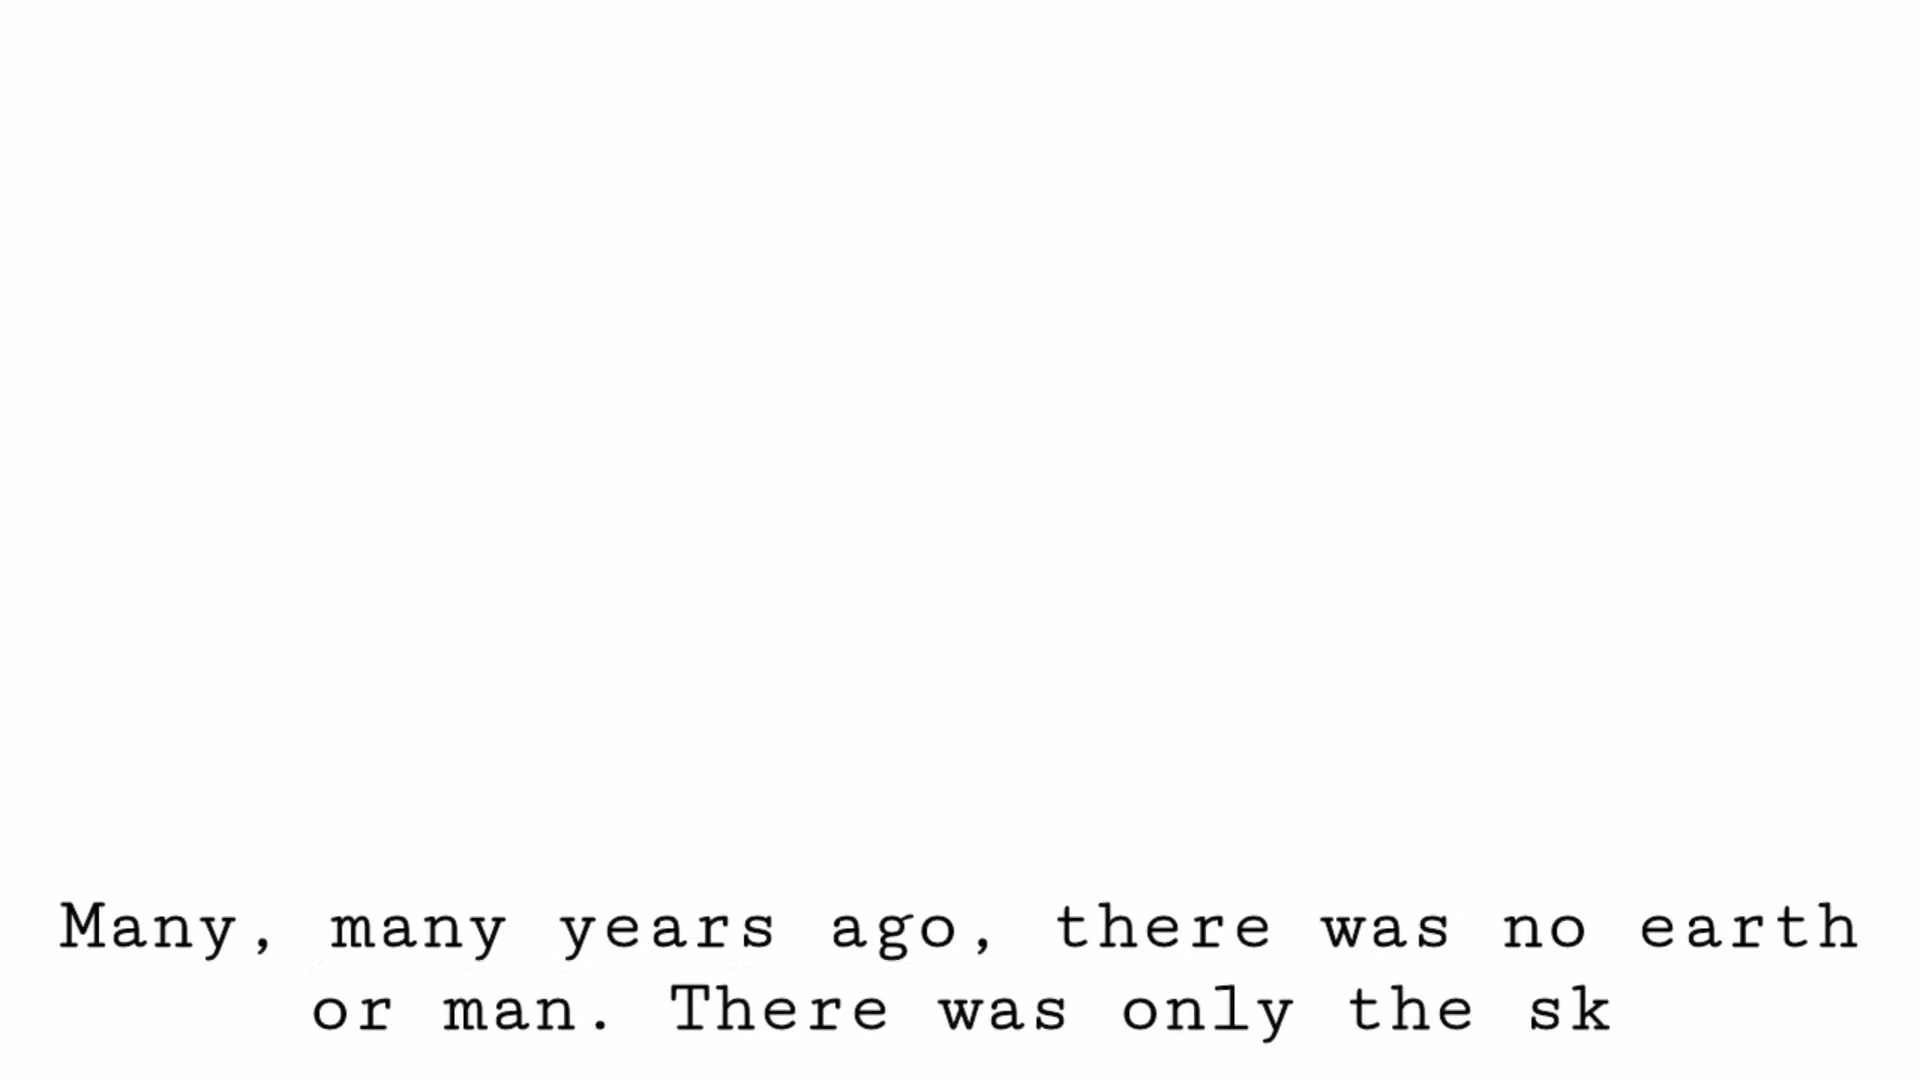 Many, many years ago, there was no earth
or man. There was only the sk